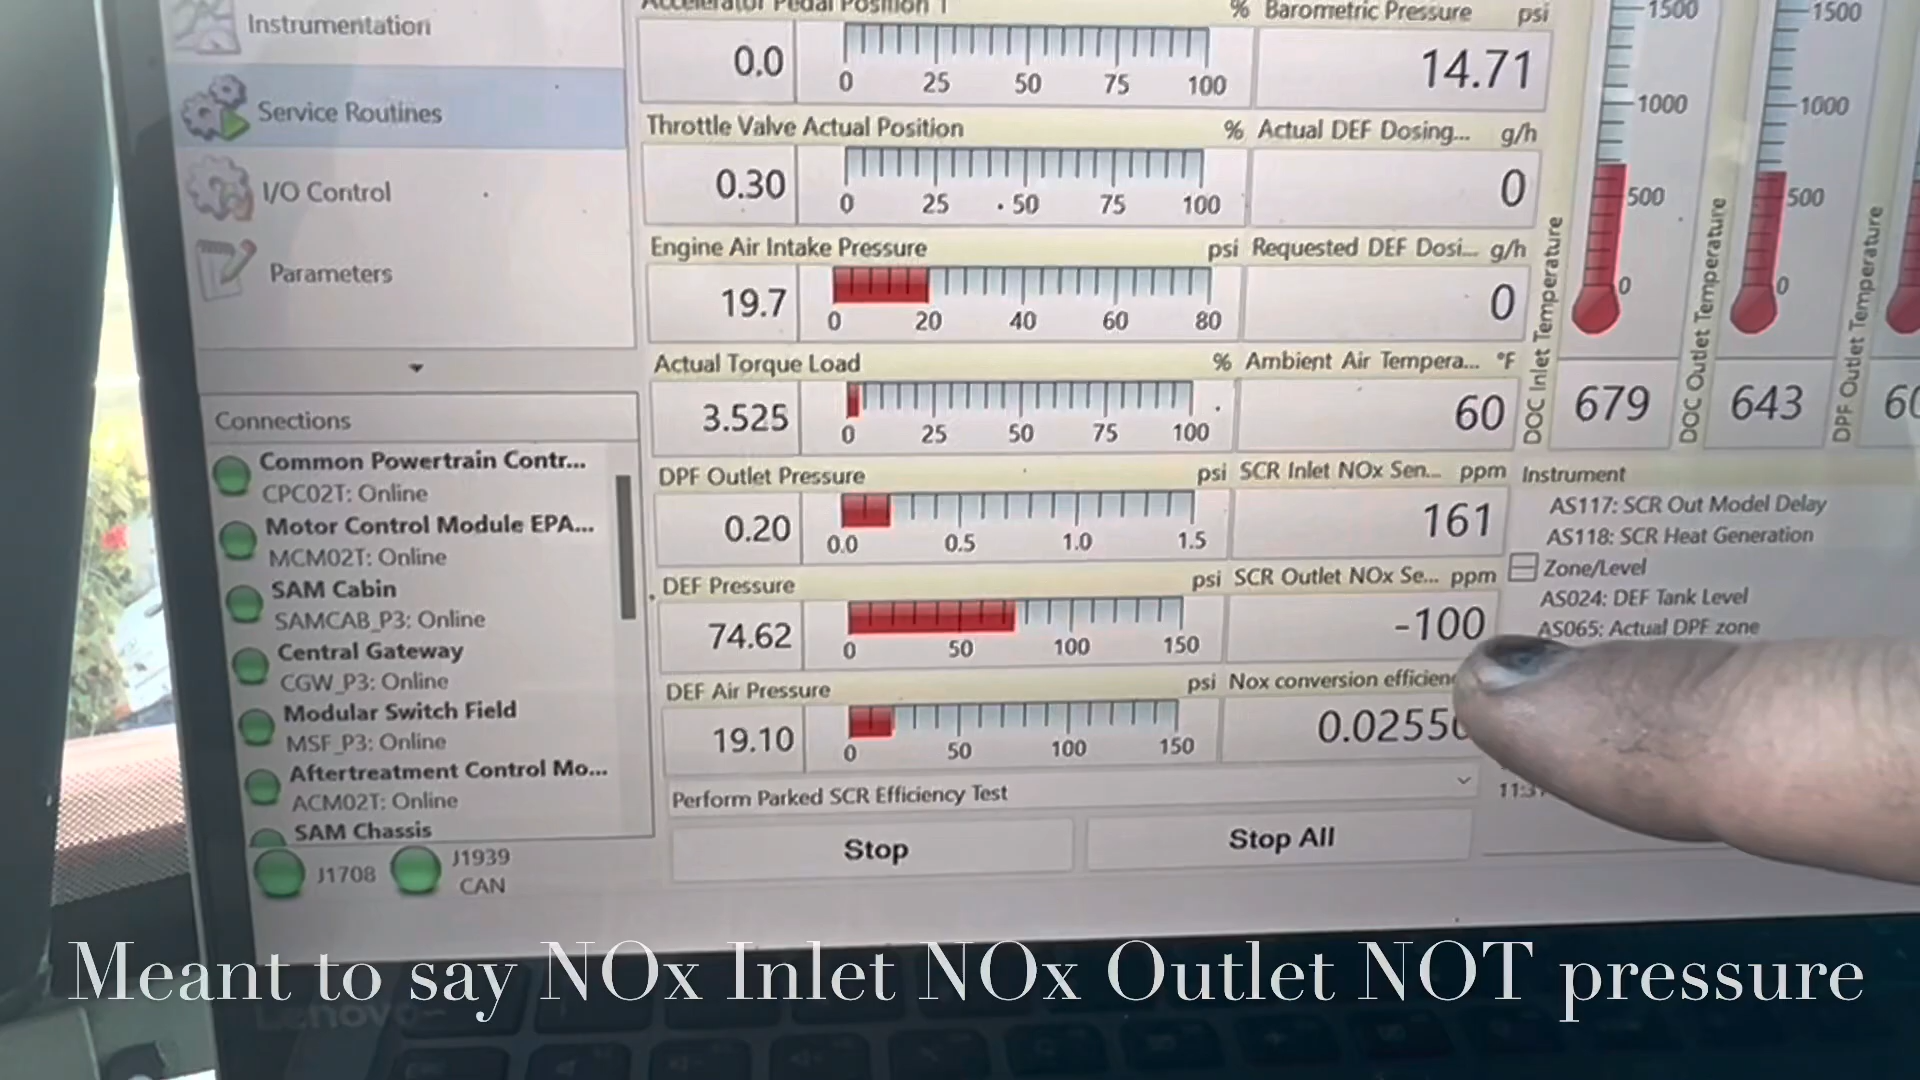 Instrumentation
Service Routines
I/O Control
Parameters
Connections
Common Powertrain Contr...
CPC02T: Online
Motor Control Module EPA...
MCM02T: Online
SAM Cabin
SAMCAB_P3: Online
Central Gateway
CGW_P3: Online
Modular Switch Field
MSF_P3: Online
Aftertreatment Control Mo...
ACM02T: Online
SAM Chassis
J1708
J1939
CAN
Accelerator Pedal Position 1 %
0.0
0 25 50 75 100
Throttle Valve Actual Position %
0.30
0 25 50 75 100
Engine Air Intake Pressure psi
19.7
0 20 40 60 80
Actual Torque Load %
3.525
0 25 50 75 100
DPF Outlet Pressure psi
0.20
0.0 0.5 1.0 1.5
DEF Pressure psi
74.62
0 50 100 150
DEF Air Pressure psi
19.10
0 50 100 150
Perform Parked SCR Efficiency Test
Stop
Stop All
Barometric Pressure psi
14.71
Actual DEF Dosing... g/h
0
Requested DEF Dosi... g/h
0
Ambient Air Tempera... °F
60
SCR Inlet NOx Sen... ppm
161
SCR Outlet NOx Se... ppm
-100
Nox conversion
0.0255
DOC Inlet Temperature
1500
1000
500
0
679
DOC Outlet Temperature
1500
1000
500
0
643
DPF Outlet Temperature
Instrument
AS117: SCR Out Model Delay
AS118: SCR Heat Generation
Zone/Level
AS024: DEF Tank Level
AS065: Actual DPF zone
Meant to say NOx Inlet NOx Outlet NOT pressure
Lenovo